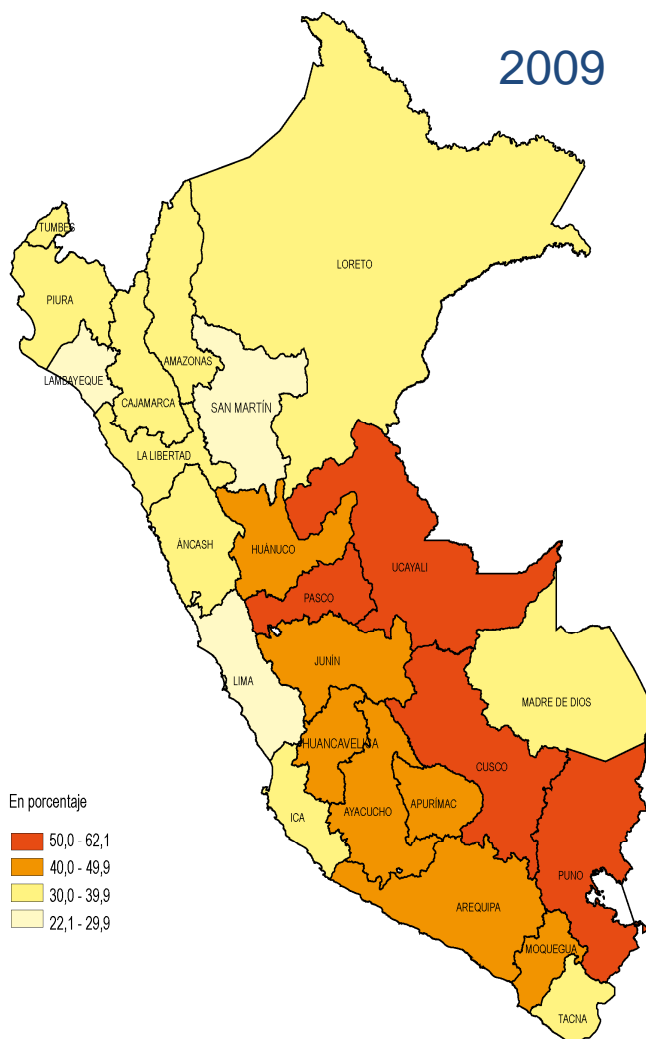 2009
TUMBES
LORETO
PIURA
AMAZONAS
LAMBAYEQUE
CAJAMARCA
SAN MARTÍN
LA LIBERTAD
ÁNCASH
HUÁNUCO
UCAYALI
PASCO
JUNÍN
LIMA
MADRE DE DIOS
HUANCAVELICA
CUSCO
APURÍMAC
AYACUCHO
ICA
PUNO
AREQUIPA
MOQUEGUA
TACNA
En porcentaje
50,0 - 62,1
40,0 - 49,9
30,0 - 39,9
22,1 - 29,9